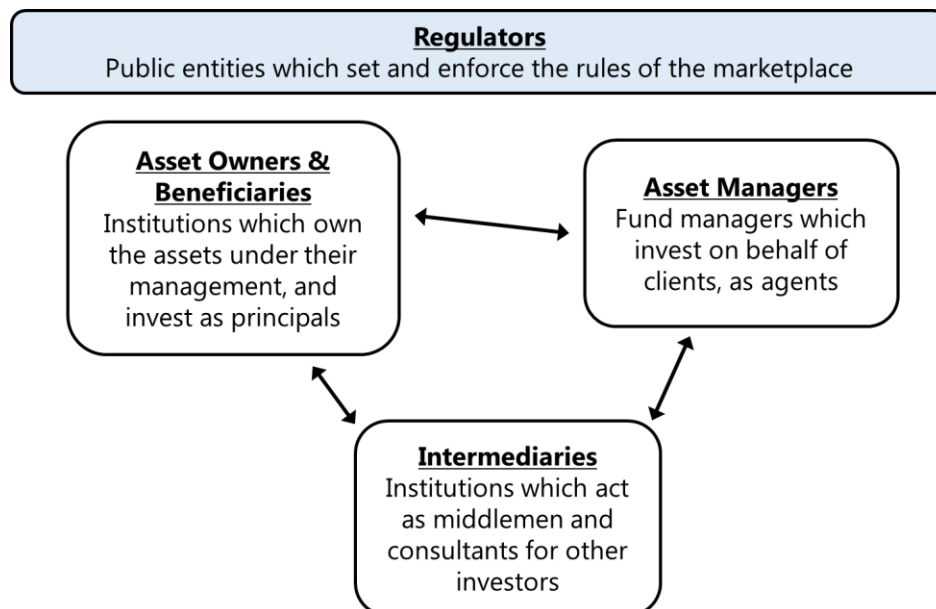 Regulators
Public entities which set and enforce the rules of the marketplace
Asset Owners &
Beneficiaries
Institutions which own
the assets under their
management, and
invest as principals
Asset Managers
Fund managers which
invest on behalf of
clients, as agents
Intermediaries
Institutions which act
as middlemen and
consultants for other
investors